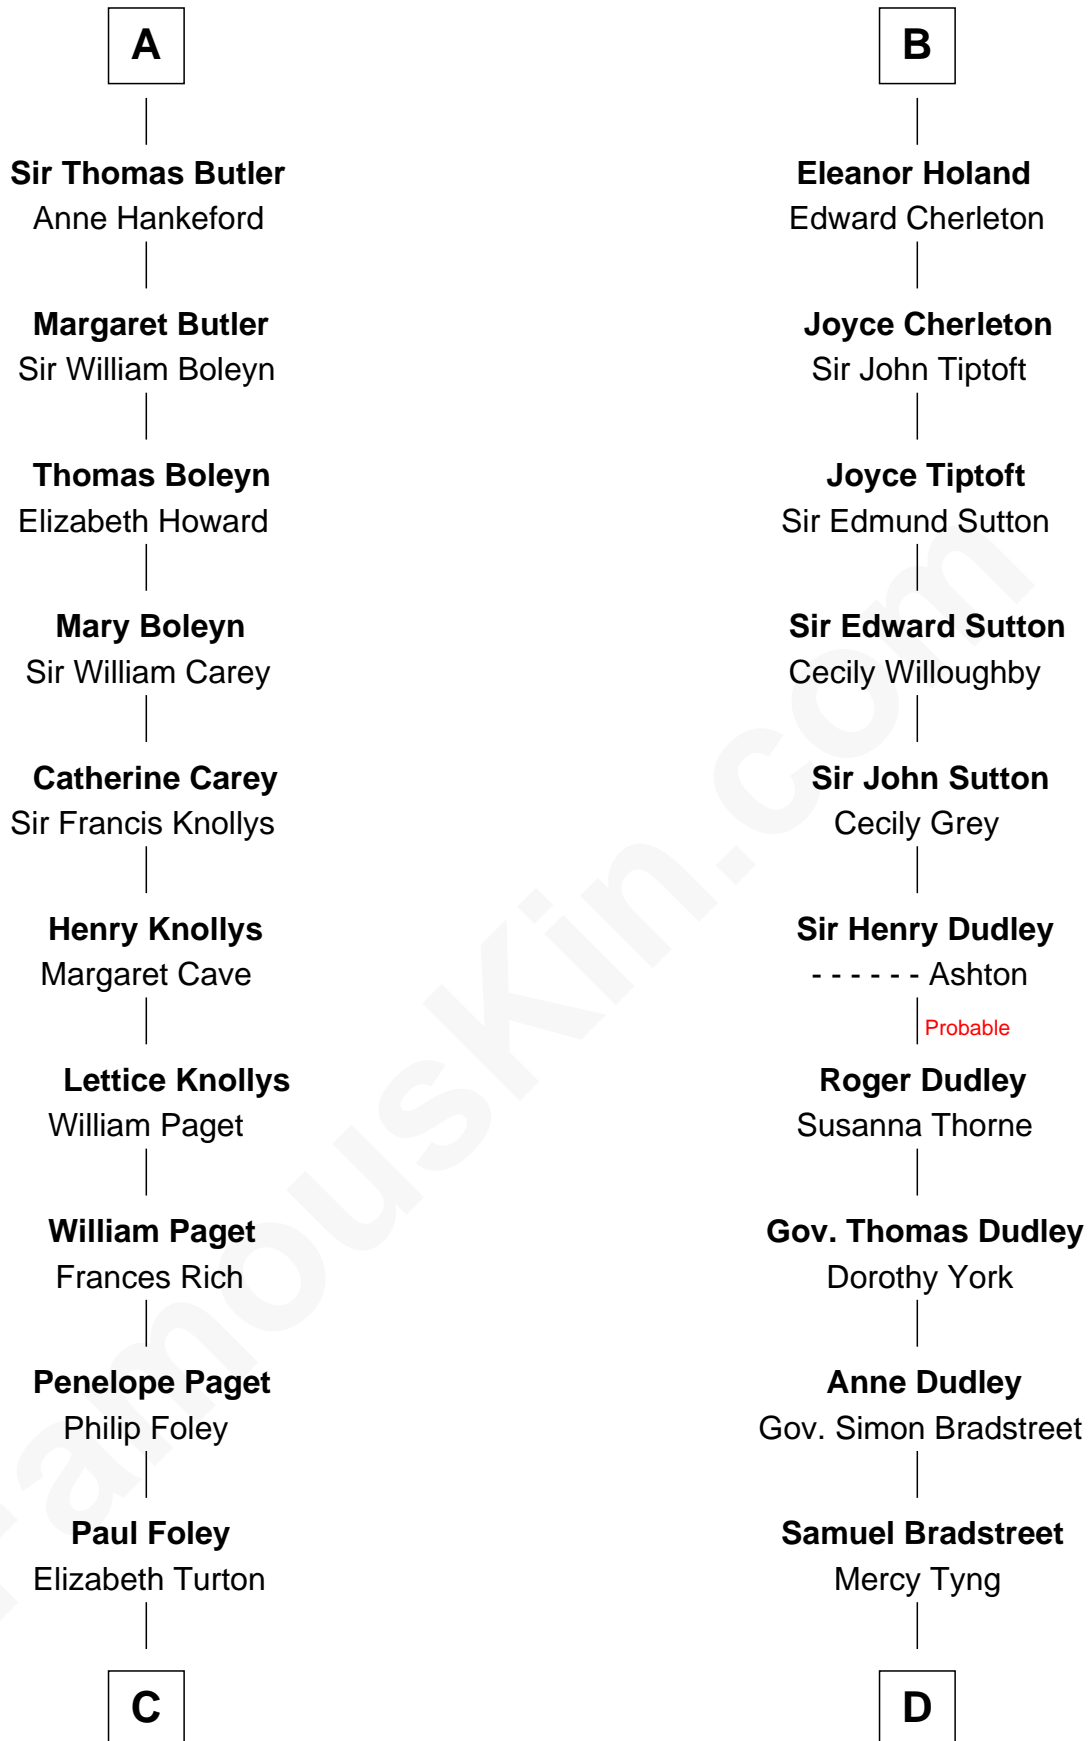 A
Sir Thomas Butler
Anne Hankeford
Margaret Butler
Sir William Boleyn
Thomas Boleyn
Elizabeth Howard
Mary Boleyn
Sir William Carey
Catherine Carey
Sir Francis Knollys
Henry Knollys
Margaret Cave
Lettice Knollys
William Paget
William Paget
Frances Rich
Penelope Paget
Philip Foley
Paul Foley
Elizabeth Turton
C
B
Eleanor Holand
Edward Cherleton
Joyce Cherleton
Sir John Tiptoft
Joyce Tiptoft
Sir Edmund Sutton
Sir Edward Sutton
Cecily Willoughby
Sir John Sutton
Cecily Grey
Sir Henry Dudley
- - - - - - Ashton
Probable
Roger Dudley
Susanna Thorne
Gov. Thomas Dudley
Dorothy York
Anne Dudley
Gov. Simon Bradstreet
Samuel Bradstreet
Mercy Tyng
D
FamousKin.com